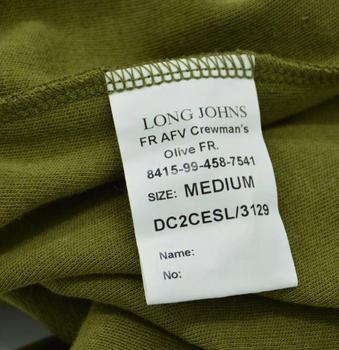 LONG JOHNS
FR AFV Crewman's
Olive FR.
8415-99-458-7541
SIZE: MEDIUM
DC2CESL/3129
Name:
No: